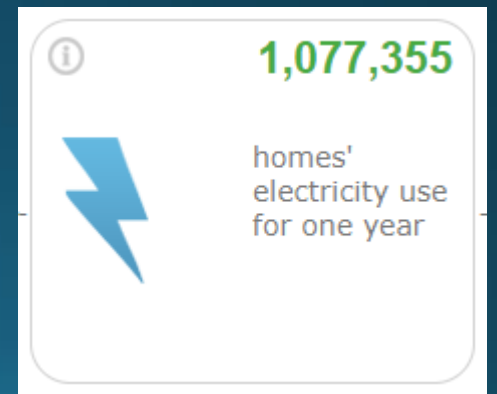 1,077,355
homes'
electricity use
for one year